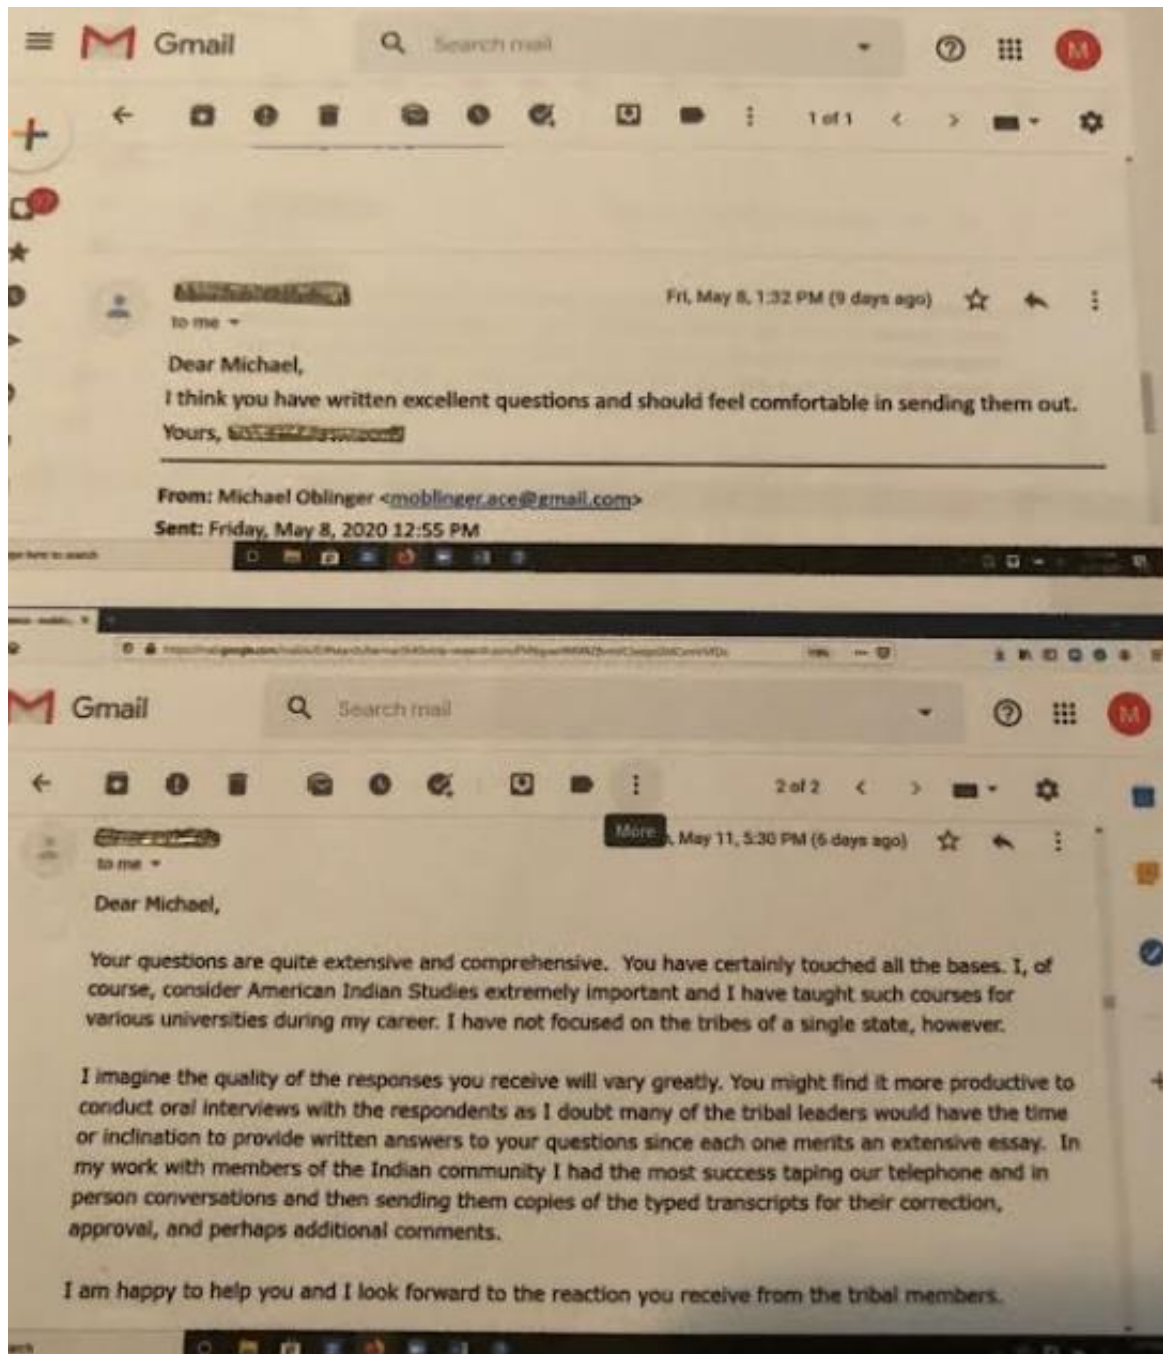 Gmail
Search mail
M
1 of 1
Fri, May 8, 1:32 PM (9 days ago)
to me
Dear Michael,
I think you have written excellent questions and should feel comfortable in sending them out.
Yours,
From: Michael Oblinger <moblinger.ace@gmail.com>
Sent: Friday, May 8, 2020 12:55 PM
here to search
Gmail
Search mail
M
2 of 2
More
, May 11, 5:30 PM (6 days ago)
to me
Dear Michael,
Your questions are quite extensive and comprehensive. You have certainly touched all the bases. I, of
course, consider American Indian Studies extremely important and I have taught such courses for
various universities during my career. I have not focused on the tribes of a single state, however.
I imagine the quality of the responses you receive will vary greatly. You might find it more productive to
conduct oral interviews with the respondents as I doubt many of the tribal leaders would have the time
or inclination to provide written answers to your questions since each one merits an extensive essay. In
my work with members of the Indian community I had the most success taping our telephone and in
person conversations and then sending them copies of the typed transcripts for their correction,
approval, and perhaps additional comments.
I am happy to help you and I look forward to the reaction you receive from the tribal members.